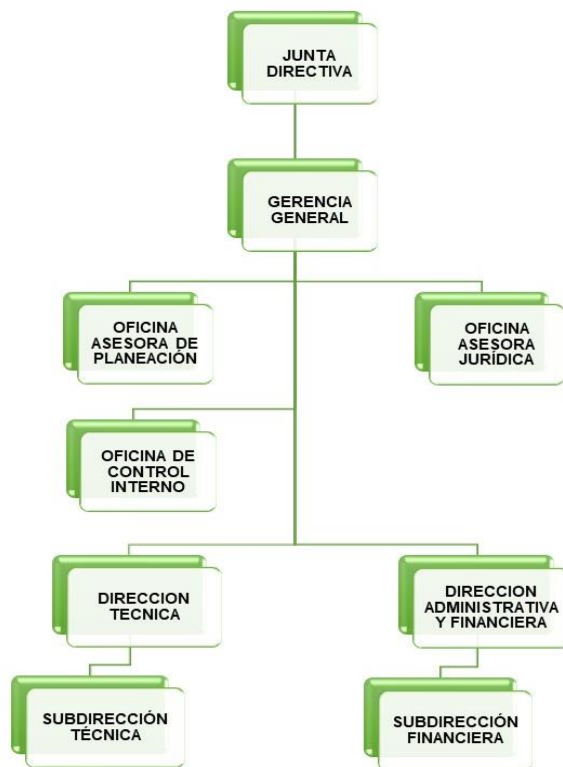 JUNTA
DIRECTIVA
GERENCIA
GENERAL
OFICINA
ASESORA DE
PLANEACIÓN
OFICINA
ASESORA
JURÍDICA
OFICINA DE
CONTROL
INTERNO
DIRECCION
TECNICA
DIRECCION
ADMINISTRATIVA
Y FINANCIERA
SUBDIRECCIÓN
TÉCNICA
SUBDIRECCIÓN
FINANCIERA